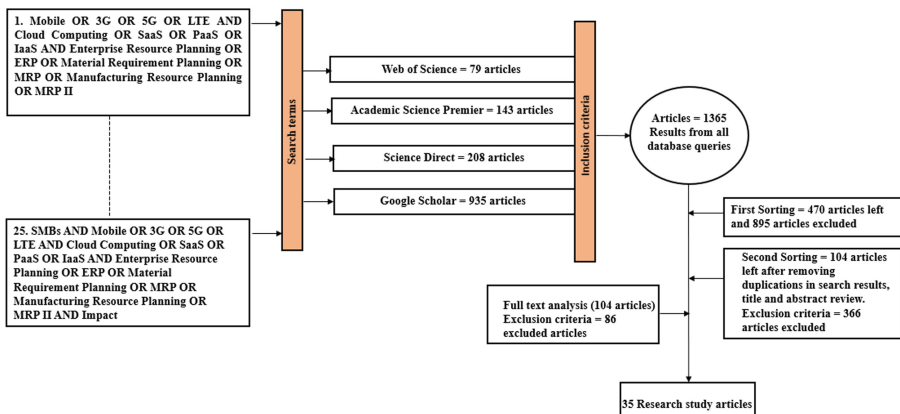 1. Mobile OR 3G OR 5G OR LTE AND
Cloud Computing OR SaaS OR PaaS OR
IaaS AND Enterprise Resource Planning OR
ERP OR Material Requirement Planning OR
MRP OR Manufacturing Resource Planning
OR MRP II
25. SMBs AND Mobile OR 3G OR 5G OR
LTE AND Cloud Computing OR SaaS OR
PaaS OR IaaS AND Enterprise Resource
Planning OR ERP OR Material
Requirement Planning OR MRP OR
Manufacturing Resource Planning OR
MRP II AND Impact
Search terms
Web of Science = 79 articles
Academic Science Premier = 143 articles
Science Direct = 208 articles
Google Scholar = 935 articles
Inclusion criteria
Articles = 1365
Results from all
database queries
First Sorting = 470 articles left
and 895 articles excluded
Second Sorting = 104 articles
left after removing
duplications in search results,
title and abstract review.
Exclusion criteria = 366
articles excluded
Full text analysis (104 articles)
Exclusion criteria = 86
excluded articles
35 Research study articles